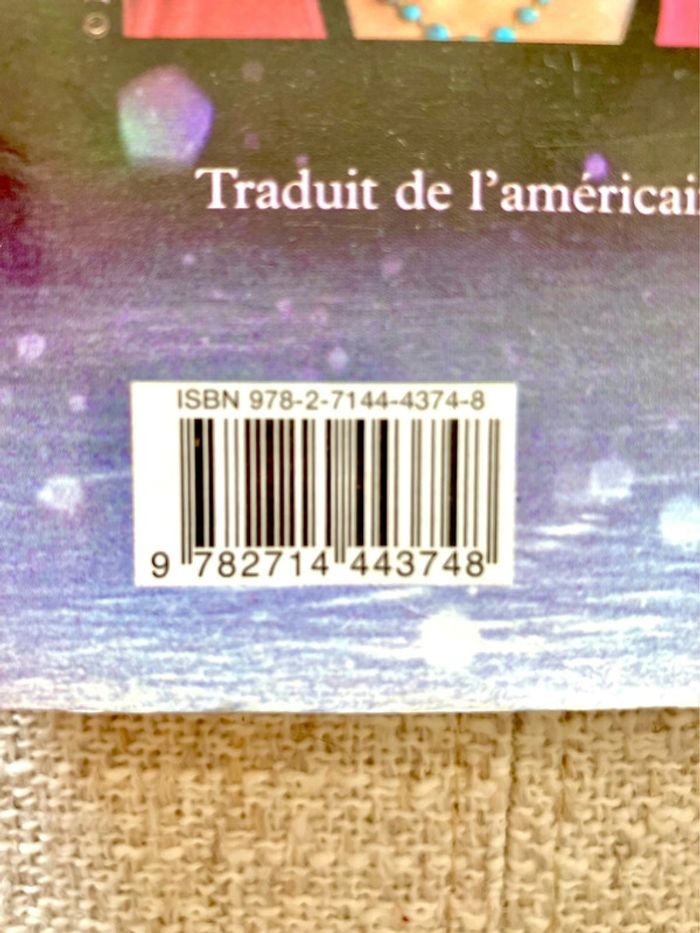 Traduit de l'américai
ISBN 978-2-7144-4374-8
9 782714 443748